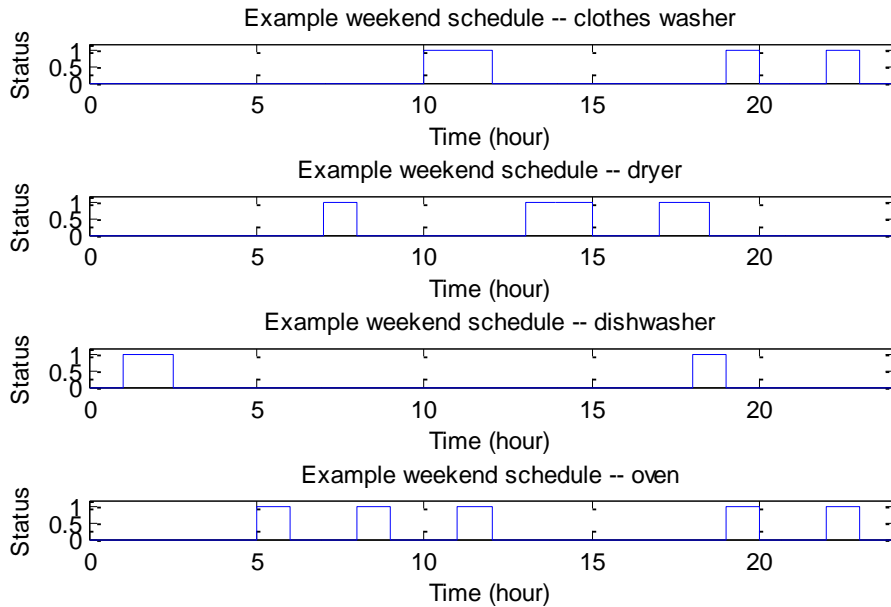 Example weekend schedule -- clothes washer
Status
1
0.5
0
0 5 10 15 20
Time (hour)
Example weekend schedule -- dryer
Status
1
0.5
0
0 5 10 15 20
Time (hour)
Example weekend schedule -- dishwasher
Status
1
0.5
0
0 5 10 15 20
Time (hour)
Example weekend schedule -- oven
Status
1
0.5
0
0 5 10 15 20
Time (hour)